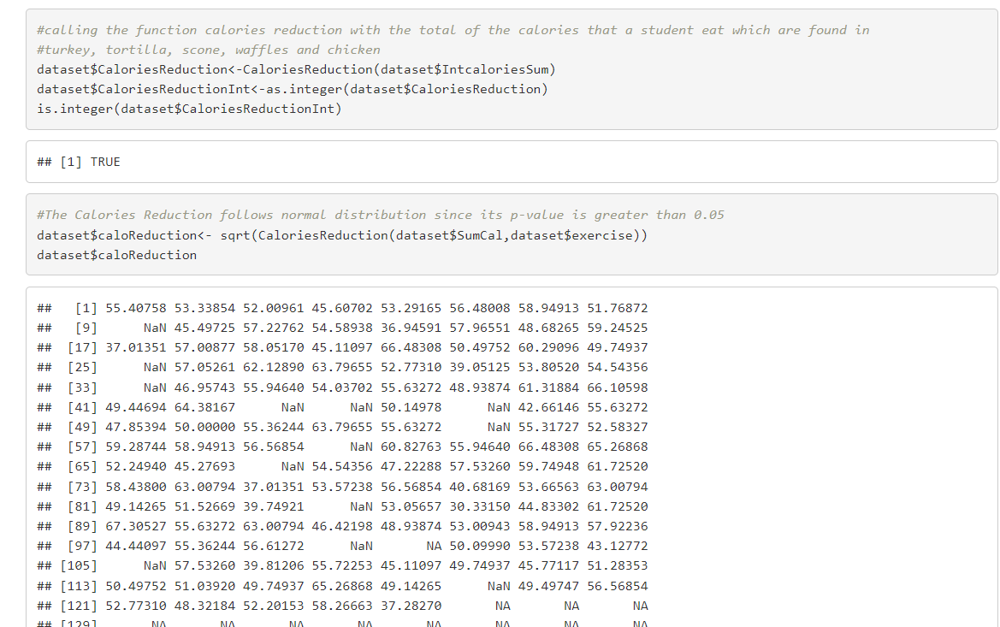 #calling the function calories reduction with the total of the calories that a student eat which are found in
#turkey, tortilla, scone, waffles and chicken
dataset$CaloriesReduction<-CaloriesReduction(dataset$IntcaloriesSum)
dataset$CaloriesReductionInt<-as.integer(dataset$CaloriesReduction)
is.integer(dataset$CaloriesReductionInt)
## [1] TRUE
#The Calories Reduction follows normal distribution since its p-value is greater than 0.05
dataset$caloReduction<- sqrt(CaloriesReduction(dataset$SumCal,dataset$exercise))
dataset$caloReduction
##   [1] 55.40758 53.33854 52.00961 45.60702 53.29165 56.48008 58.94913 51.76872
##   [9]      NaN 45.49725 57.22762 54.58938 36.94591 57.96551 48.68265 59.24525
##  [17] 37.01351 57.00877 58.05170 45.11097 66.48308 50.49752 60.29096 49.74937
##  [25]      NaN 57.05261 62.12890 63.79655 52.77310 39.05125 53.80520 54.54356
##  [33]      NaN 46.95743 55.94640 54.03702 55.63272 48.93874 61.31884 66.10598
##  [41] 49.44694 64.38167      NaN      NaN 50.14978      NaN 42.66146 55.63272
##  [49] 47.85394 50.00000 55.36244 63.79655 55.63272      NaN 55.31727 52.58327
##  [57] 59.28744 58.94913 56.56854      NaN 60.82763 55.94640 66.48308 65.26868
##  [65] 52.24940 45.27693      NaN 54.54356 47.22288 57.53260 59.74948 61.72520
##  [73] 58.43800 63.00794 37.01351 53.57238 56.56854 40.68169 53.66563 63.00794
##  [81] 49.14265 51.52669 39.74921      NaN 53.05657 30.33150 44.83302 61.72520
##  [89] 67.30527 55.63272 63.00794 46.42198 48.93874 53.00943 58.94913 57.92236
##  [97] 44.44097 55.36244 56.61272      NaN       NA 50.09990 53.57238 43.12772
## [105]      NaN 57.53260 39.81206 55.72253 45.11097 49.74937 45.77117 51.28353
## [113] 50.49752 51.03920 49.74937 65.26868 49.14265      NaN 49.49747 56.56854
## [121] 52.77310 48.32184 52.20153 58.26663 37.28270       NA       NA       NA
## [129]       NA       NA       NA       NA       NA       NA       NA       NA